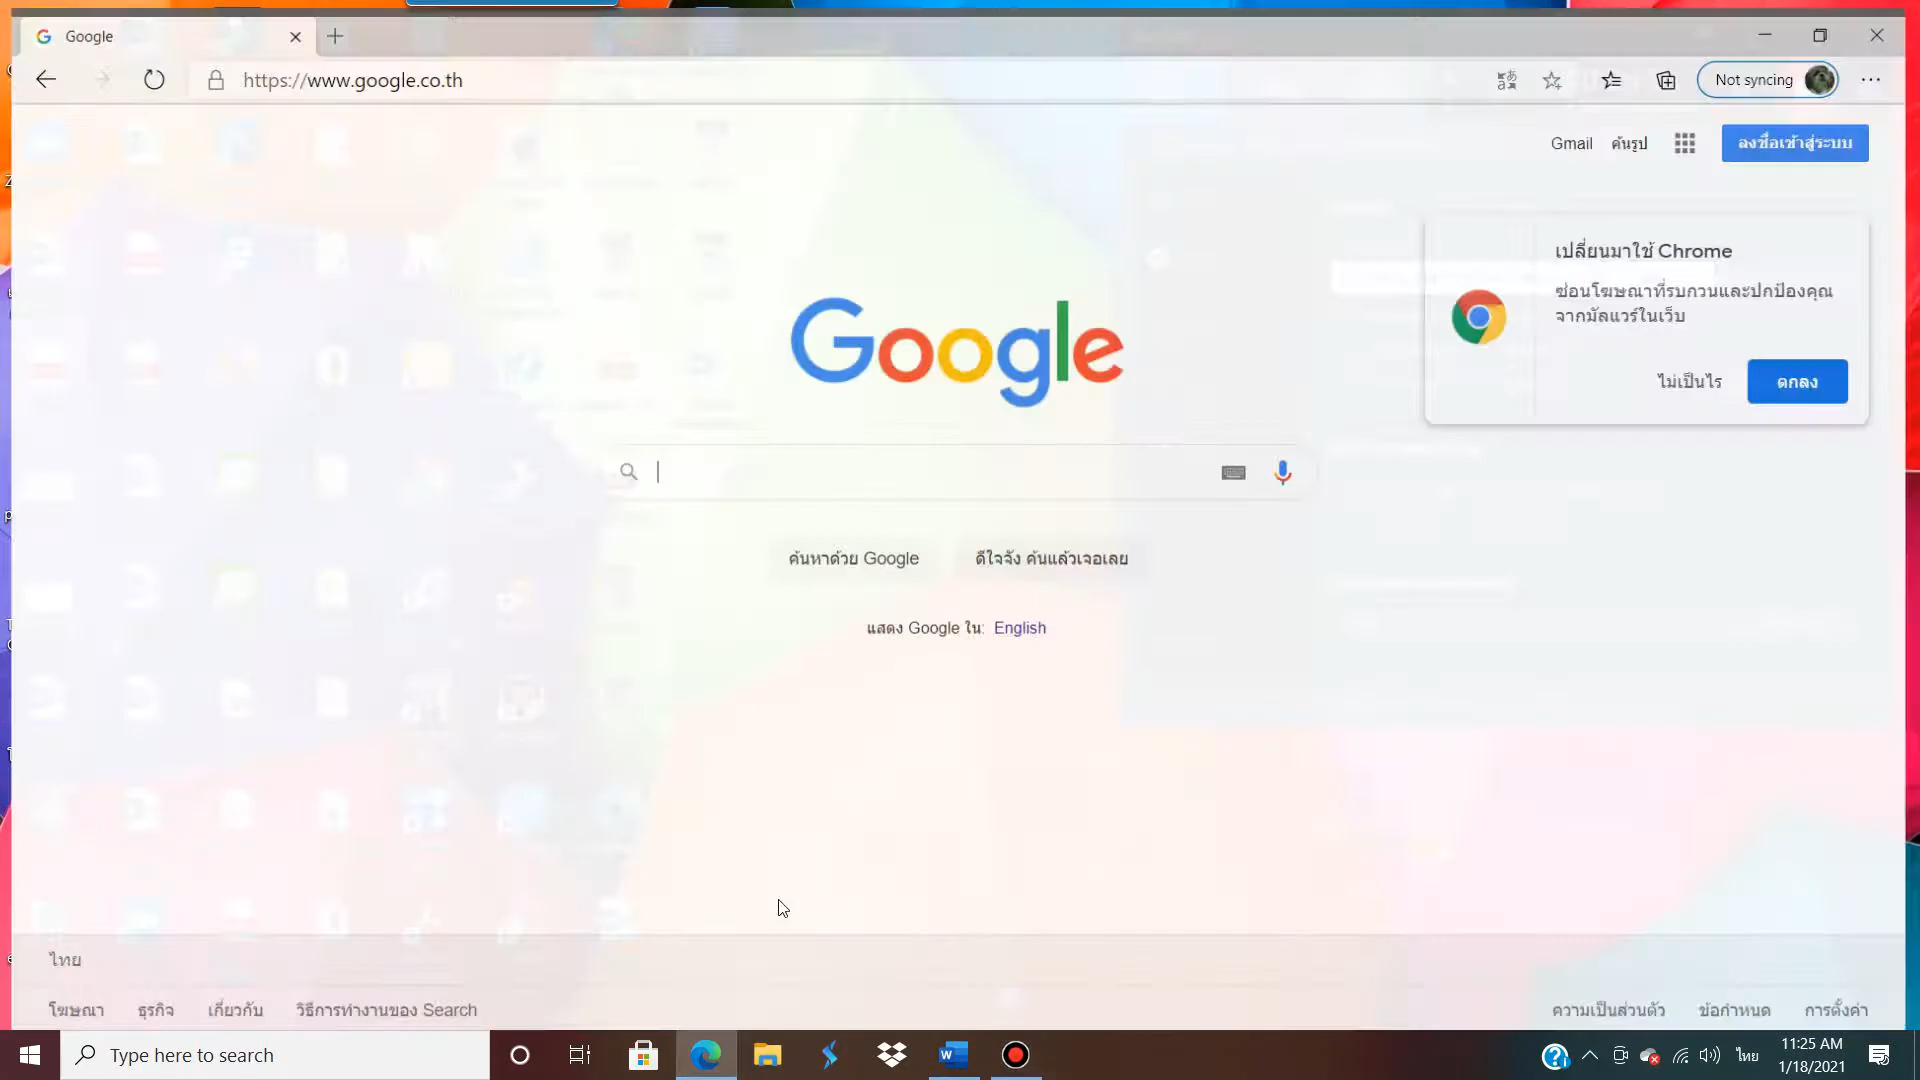 Google
https://www.google.co.th
Not syncing
Gmail ค้นรูป ลงชื่อเข้าสู่ระบบ
เปลี่ยนมาใช้ Chrome
ซ่อนโฆษณาที่รบกวนและปกป้องคุณ
จากมัลแวร์ในเว็บ
ไม่เป็นไร ตกลง
Google
ค้นหาด้วย Google ดีใจจัง ค้นแล้วเจอเลย
แสดง Google ใน: English
ไทย
โฆษณา ธุรกิจ เกี่ยวกับ วิธีการทำงานของ Search
ความเป็นส่วนตัว ข้อกำหนด การตั้งค่า
Type here to search
ไทย
11:25 AM
1/18/2021